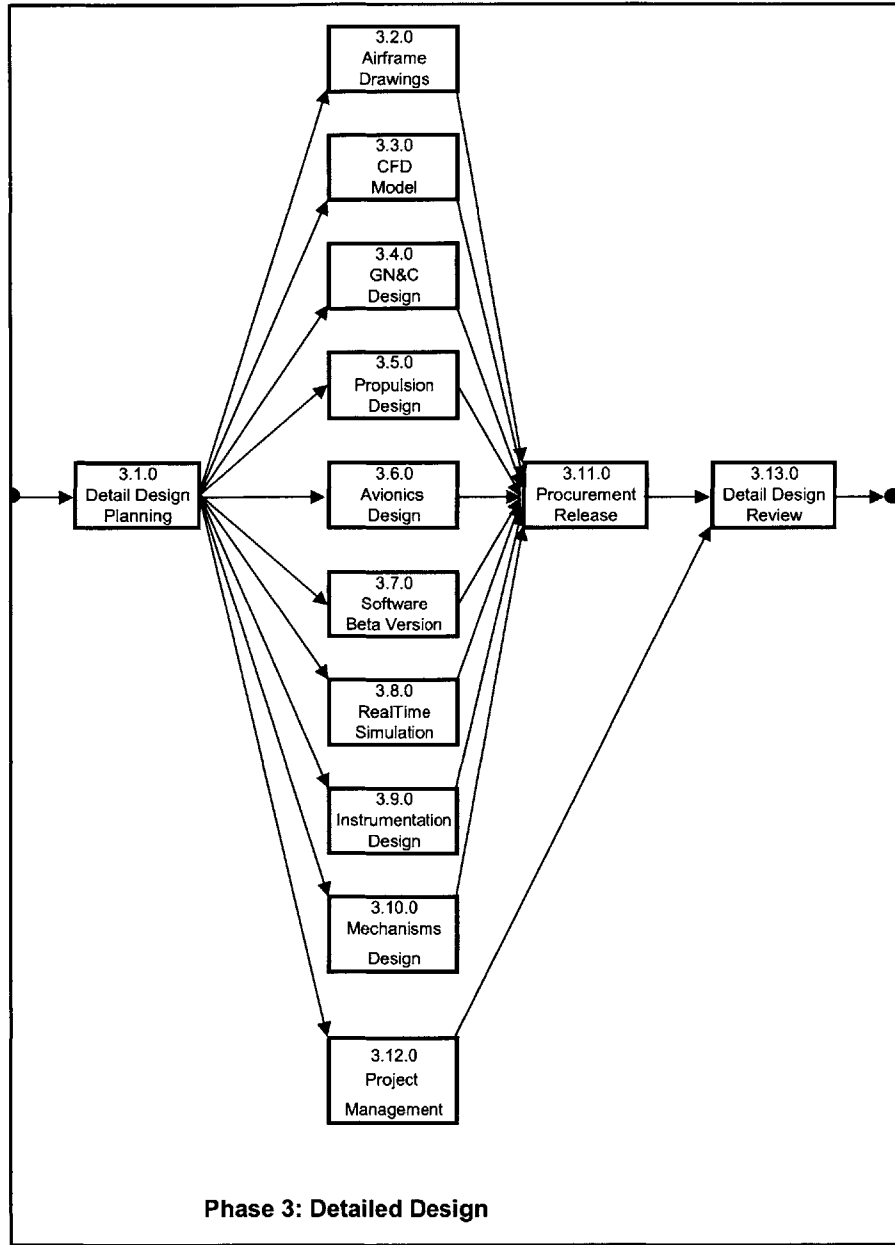 3.2.0
Airframe
Drawings
3.3.0
CFD
Model
3.4.0
GN&C
Design
3.5.0
Propulsion
Design
3.1.0
Detail Design
Planning
3.6.0
Avionics
Design
3.11.0
Procurement
Release
3.13.0
Detail Design
Review
3.7.0
Software
Beta Version
3.8.0
RealTime
Simulation
3.9.0
Instrumentation
Design
3.10.0
Mechanisms
Design
3.12.0
Project
Management
Phase 3: Detailed Design